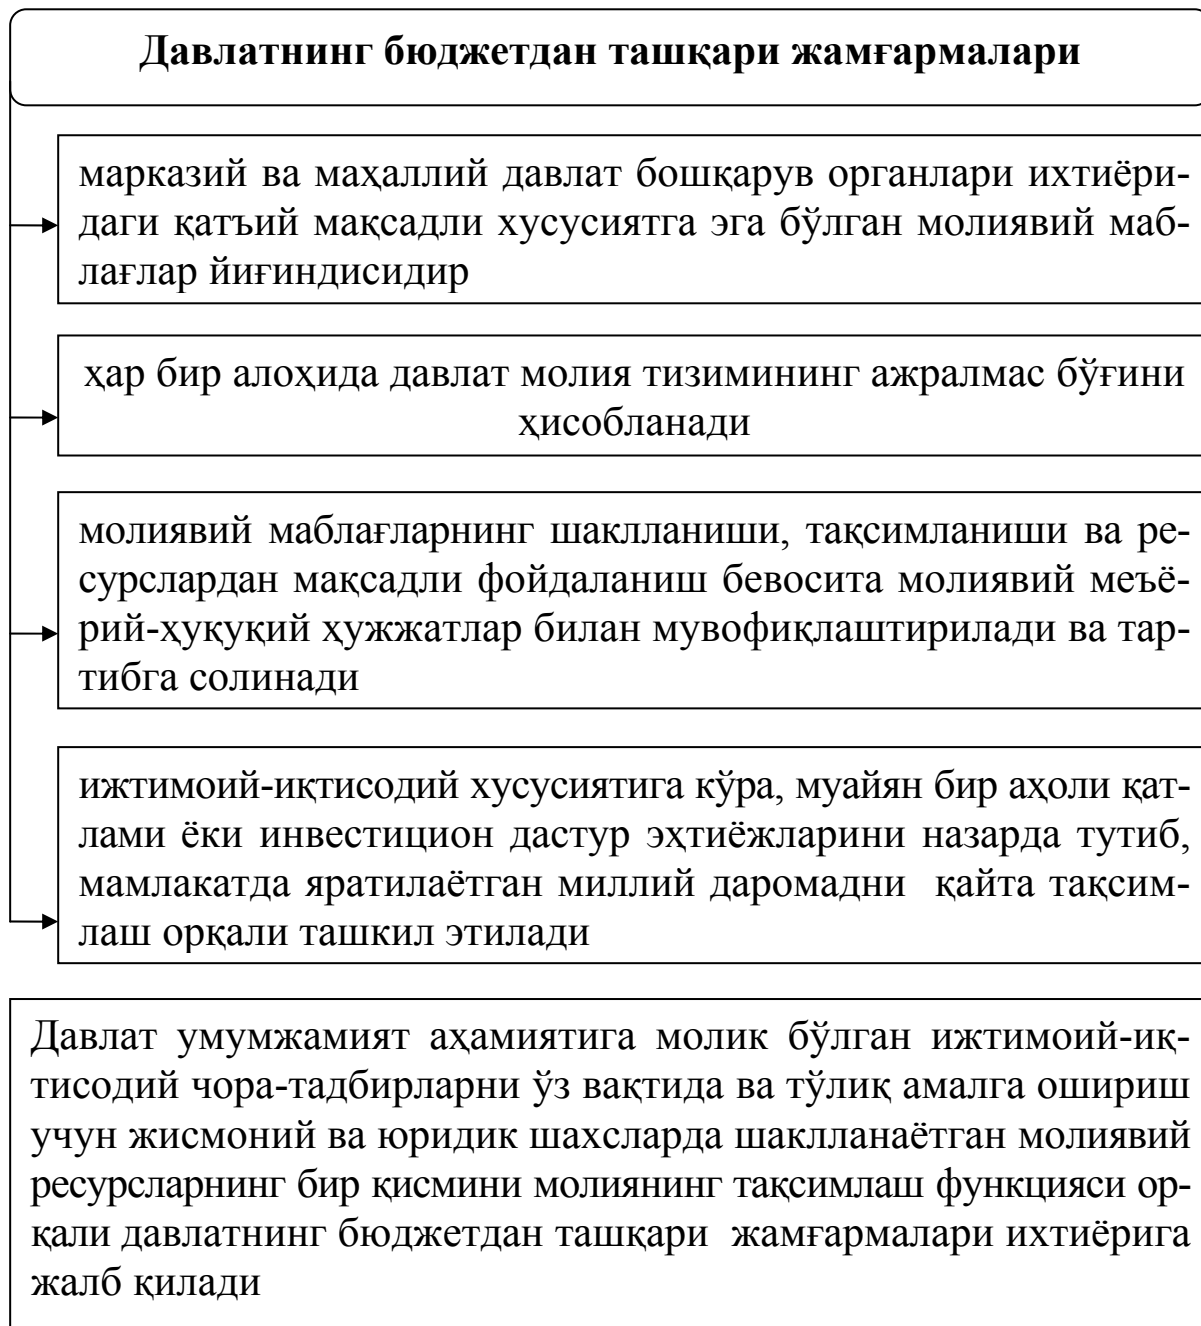 Давлатнинг бюджетдан ташқари жамғармалари
марказий ва маҳаллий давлат бошқарув органлари ихтиёри-
даги қатъий мақсадли хусусиятга эга бўлган молиявий маб-
лағлар йиғиндисидир
ҳар бир алоҳида давлат молия тизимининг ажралмас бўғини
ҳисобланади
молиявий маблағларнинг шаклланиши, тақсимланиши ва ре-
сурслардан мақсадли фойдаланиш бевосита молиявий меъё-
рий-ҳуқуқий ҳужжатлар билан мувофиқлаштирилади ва тар-
тибга солинади
ижтимоий-иқтисодий хусусиятига кўра, муайян бир аҳоли қат-
лами ёки инвестицион дастур эҳтиёжларини назарда тутиб,
мамлакатда яратилаётган миллий даромадни қайта тақсим-
лаш орқали ташкил этилади
Давлат умумжамият аҳамиятига молик бўлган ижтимоий-иқ-
тисодий чора-тадбирларни ўз вақтида ва тўлиқ амалга ошириш
учун жисмоний ва юридик шахсларда шаклланаётган молиявий
ресурсларнинг бир қисмини молиянинг тақсимлаш функцияси ор-
қали давлатнинг бюджетдан ташқари жамғармалари ихтиёрига
жалб қилади